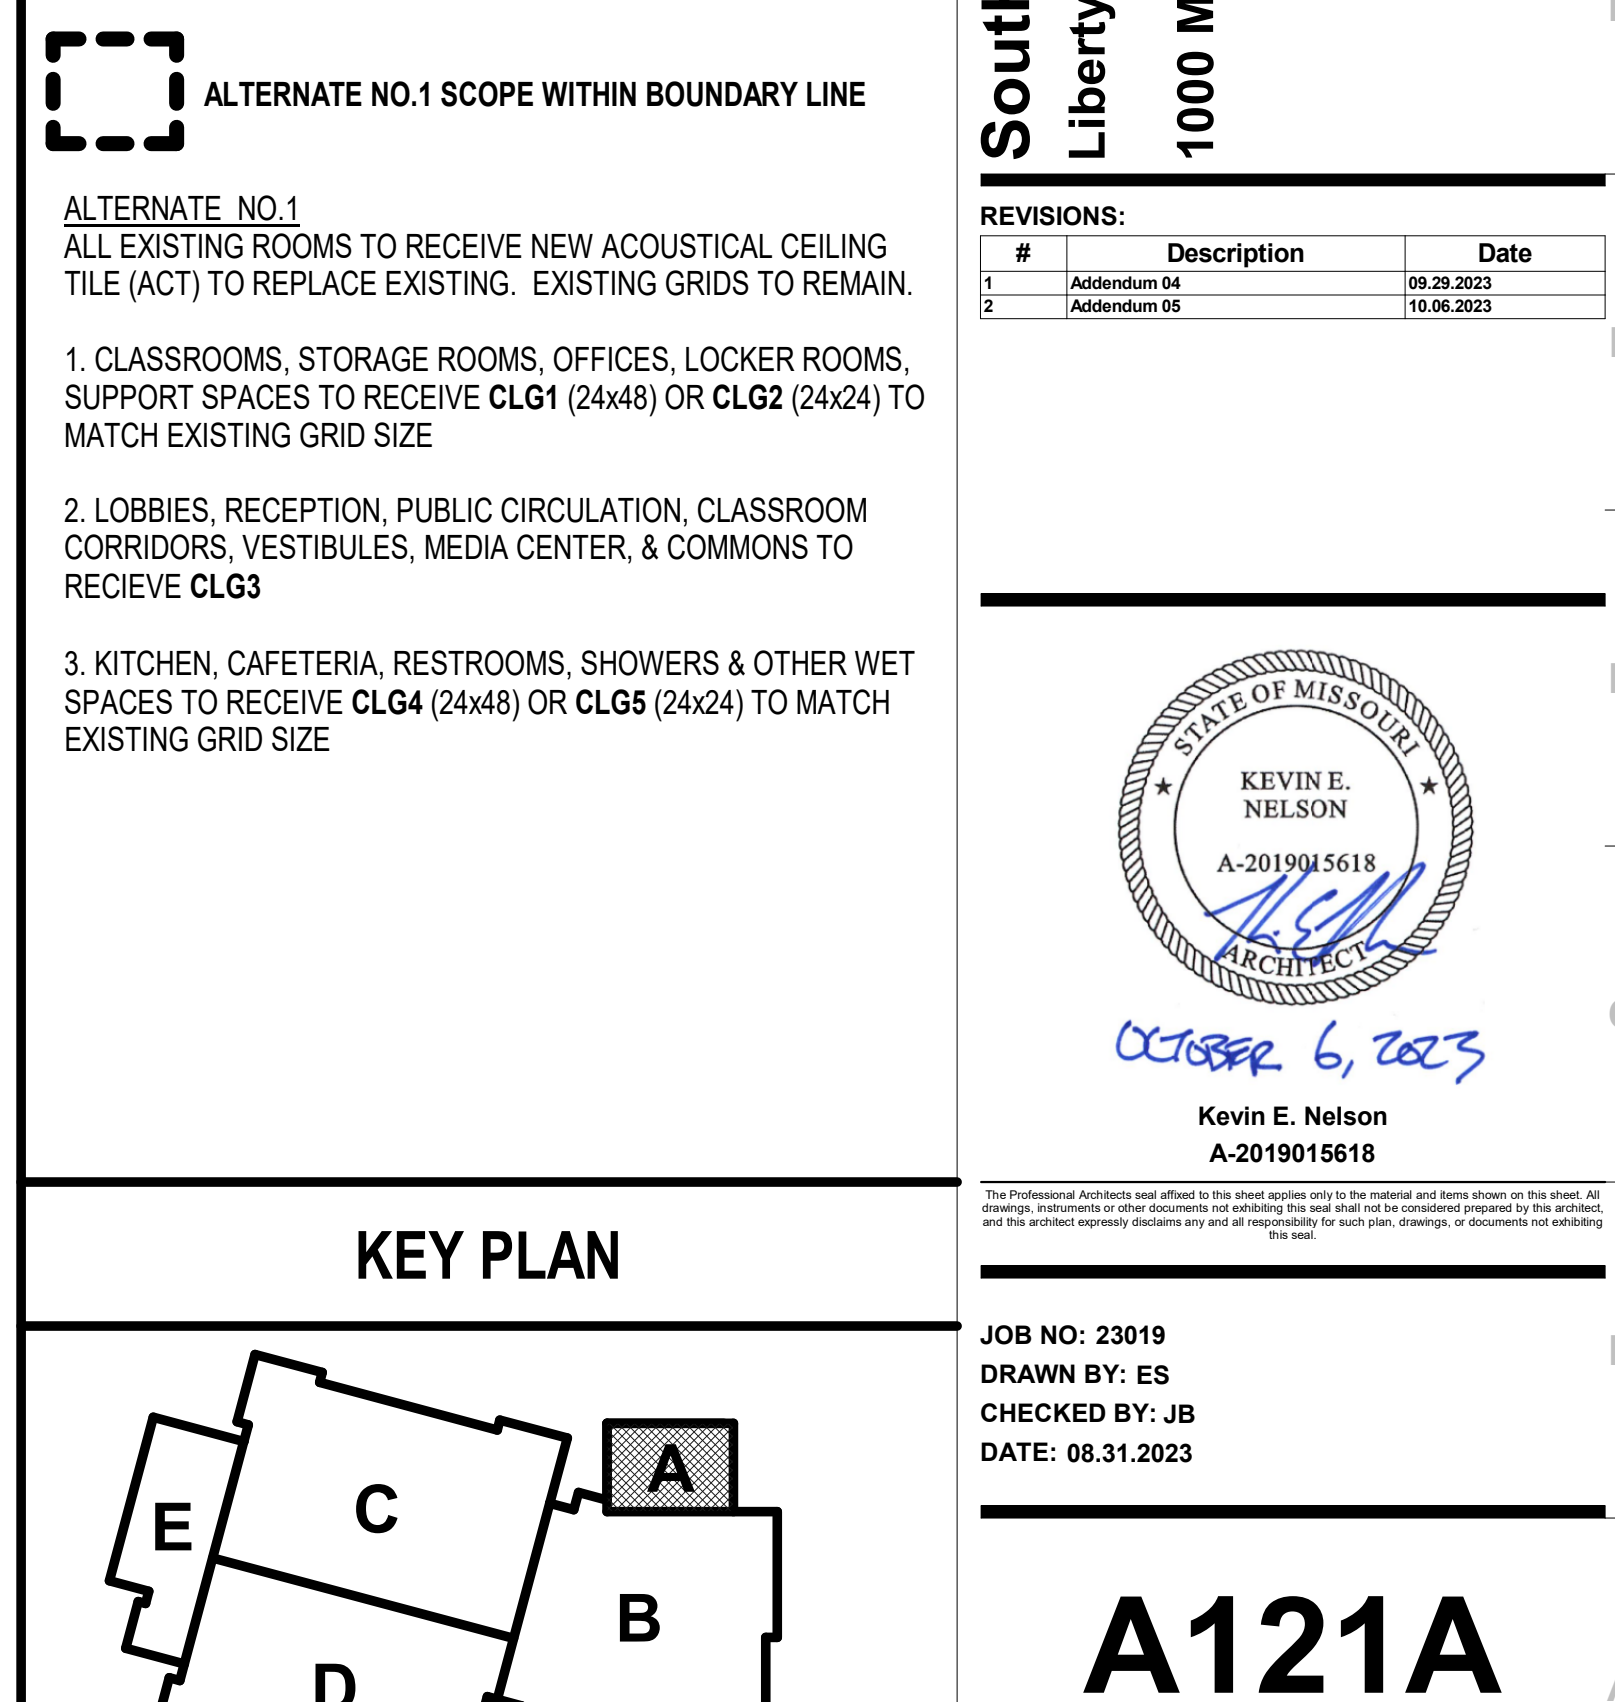 ALTERNATE NO.1 SCOPE WITHIN BOUNDARY LINE
ALTERNATE NO.1
ALL EXISTING ROOMS TO RECEIVE NEW ACOUSTICAL CEILING
TILE (ACT) TO REPLACE EXISTING. EXISTING GRIDS TO REMAIN.
1. CLASSROOMS, STORAGE ROOMS, OFFICES, LOCKER ROOMS,
SUPPORT SPACES TO RECEIVE CLG1 (24x48) OR CLG2 (24x24) TO
MATCH EXISTING GRID SIZE
2. LOBBIES, RECEPTION, PUBLIC CIRCULATION, CLASSROOM
CORRIDORS, VESTIBULES, MEDIA CENTER, & COMMONS TO
RECIEVE CLG3
3. KITCHEN, CAFETERIA, RESTROOMS, SHOWERS & OTHER WET
SPACES TO RECEIVE CLG4 (24x48) OR CLG5 (24x24) TO MATCH
EXISTING GRID SIZE
KEY PLAN
A
C
E
B
D
Liberty
1000 M
REVISIONS:
# Description Date
1 Addendum 04 09.29.2023
2 Addendum 05 10.06.2023
STATE OF MISSOURI
KEVIN E.
NELSON
A-2019015618
ARCHITECT
OCTOBER 6, 2023
Kevin E. Nelson
A-2019015618
The Professional Architects seal affixed to this sheet applies only to the material and items shown on this sheet. All
drawings, instruments or other documents not exhibiting this seal shall not be considered prepared by this architect,
and this architect expressly disclaims any and all responsibility for such plan, drawings, or documents not exhibiting
this seal.
JOB NO: 23019
DRAWN BY: ES
CHECKED BY: JB
DATE: 08.31.2023
A121A